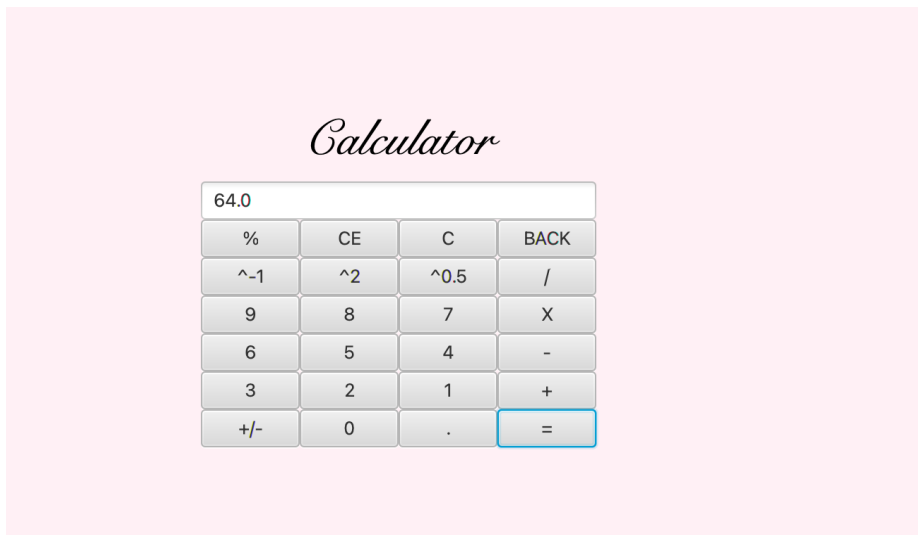 Calculator
64.0
% CE C BACK
^-1 ^2 ^0.5 /
9 8 7 X
6 5 4 -
3 2 1 +
+/- 0 . =